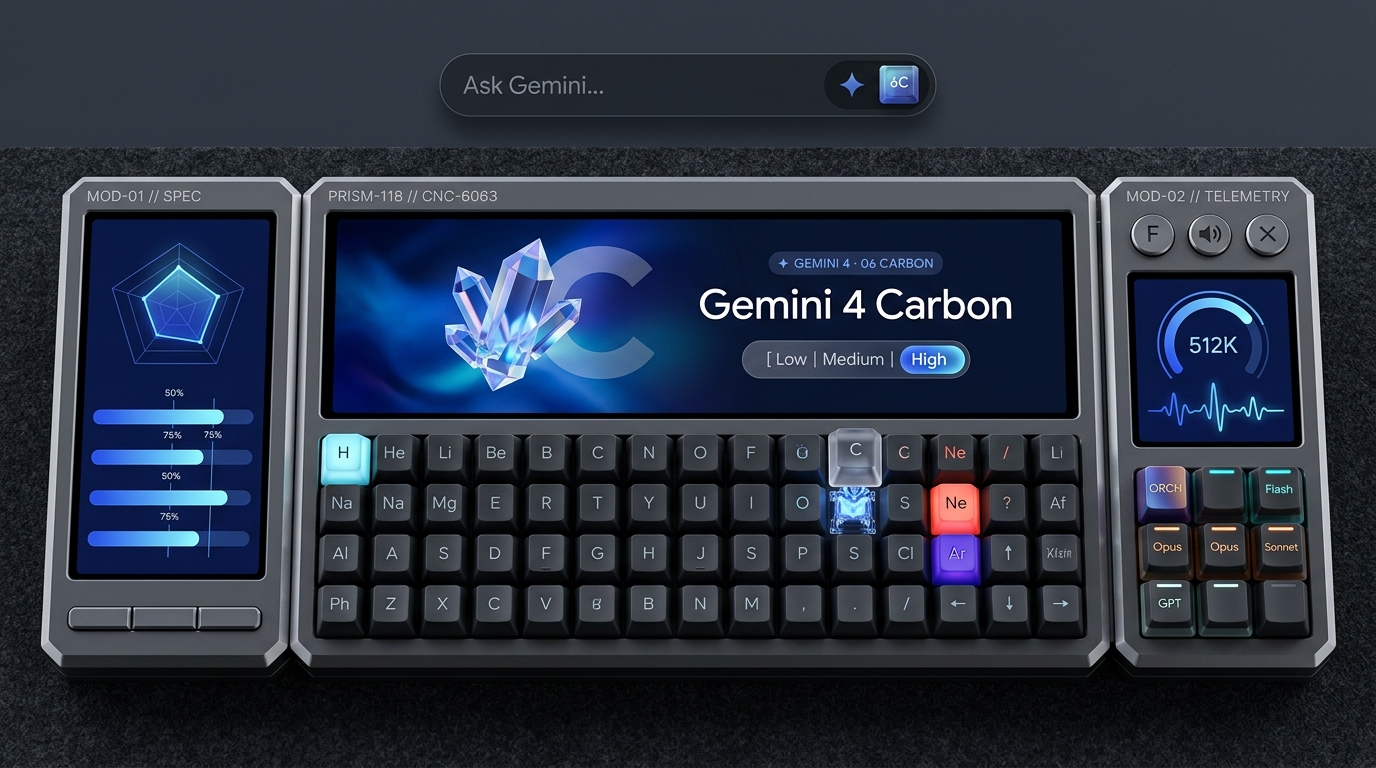 Ask Gemini...
6C
MOD-01 // SPEC
50%
75% 75%
50%
75%
PRISM-118 // CNC-6063
C
GEMINI 4 · 06 CARBON
Gemini 4 Carbon
[ Low | Medium | High
H He Li Be B C N O F C C Ne / Li
Na Na Mg E R T Y U I O S Ne ? Af
Al A S D F G H J S P S Cl Ar ↑
Ph Z X C V B N M , . / ← ↓ →
MOD-02 // TELEMETRY
F
512K
ORCH Flash
Opus Opus Sonnet
GPT